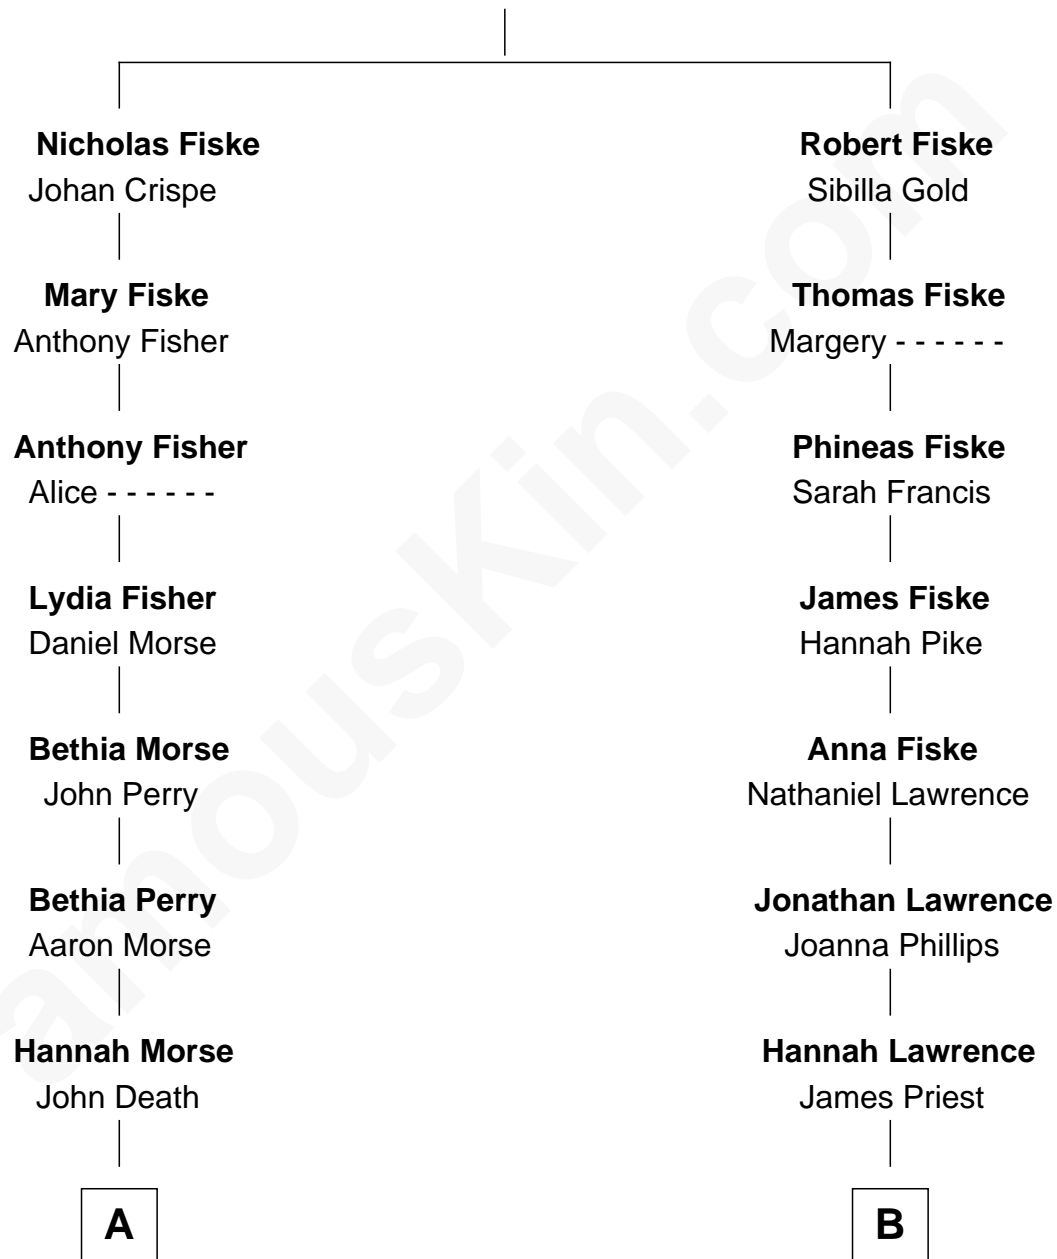 Nicholas Fiske
Johan Crispe
Mary Fiske
Anthony Fisher
Anthony Fisher
Alice - - - - - -
Lydia Fisher
Daniel Morse
Bethia Morse
John Perry
Bethia Perry
Aaron Morse
Hannah Morse
John Death
A
Robert Fiske
Sibilla Gold
Thomas Fiske
Margery - - - - - -
Phineas Fiske
Sarah Francis
James Fiske
Hannah Pike
Anna Fiske
Nathaniel Lawrence
Jonathan Lawrence
Joanna Phillips
Hannah Lawrence
James Priest
B
amouskin.com